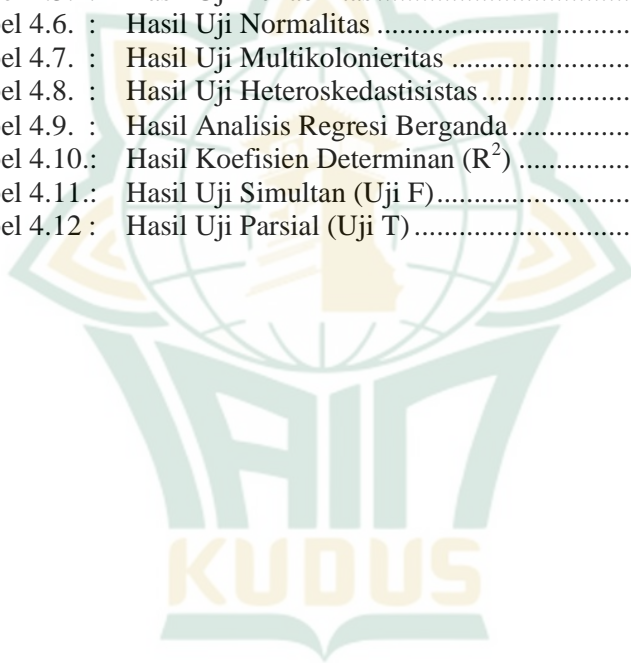 el 4.6. : Hasil Uji Normalitas ..................................
el 4.7. : Hasil Uji Multikolonieritas ........................
el 4.8. : Hasil Uji Heteroskedastisistas ....................
el 4.9. : Hasil Analisis Regresi Berganda ................
el 4.10.: Hasil Koefisien Determinan (R²) ...............
el 4.11.: Hasil Uji Simultan (Uji F)..........................
el 4.12 : Hasil Uji Parsial (Uji T) .............................
IAIN
KUDUS